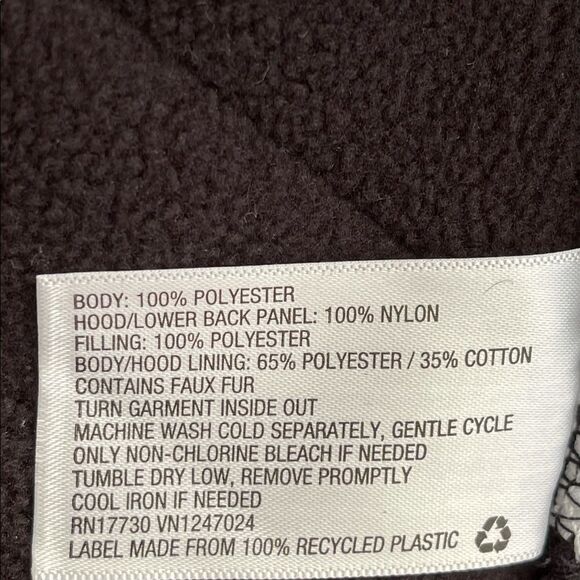 BODY: 100% POLYESTER
HOOD/LOWER BACK PANEL: 100% NYLON
FILLING: 100% POLYESTER
BODY/HOOD LINING: 65% POLYESTER / 35% COTTON
CONTAINS FAUX FUR
TURN GARMENT INSIDE OUT
MACHINE WASH COLD SEPARATELY, GENTLE CYCLE
ONLY NON-CHLORINE BLEACH IF NEEDED
TUMBLE DRY LOW, REMOVE PROMPTLY
COOL IRON IF NEEDED
RN17730 VN1247024
LABEL MADE FROM 100% RECYCLED PLASTIC